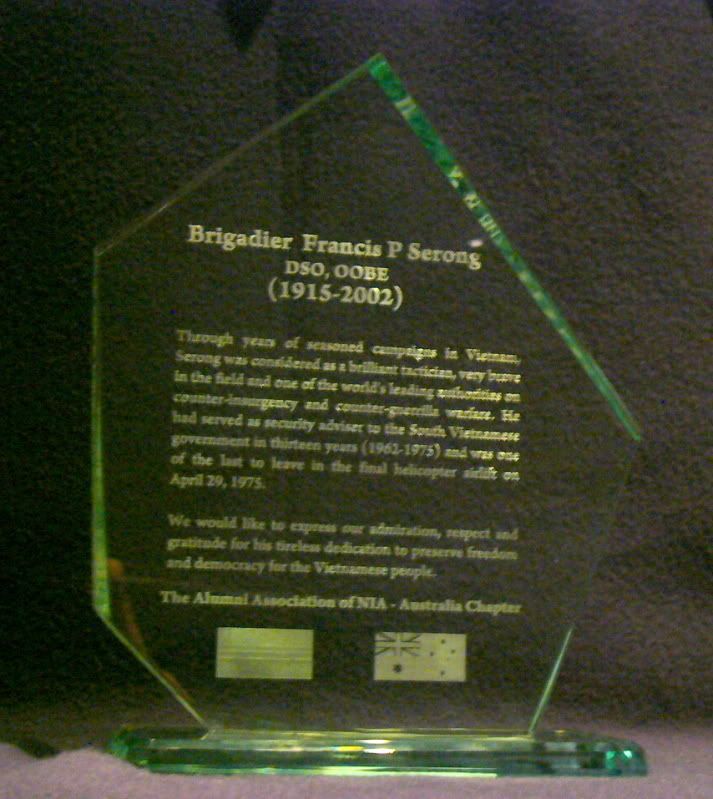 Brigadier Francis P Serong
DSO, OOBE
(1915-2002)
Through years of seasoned campaigns in Vietnam,
Serong was considered as a brilliant tactician, very brave
in the field and one of the world's leading authorities on
counter-insurgency and counter-guerrilla warfare. He
had served as security adviser to the South Vietnamese
government in thirteen years (1962-1975) and was one
of the last to leave in the final helicopter airlift on
April 29, 1975.
We would like to express our admiration, respect and
gratitude for his tireless dedication to preserve freedom
and democracy for the Vietnamese people.
The Alumni Association of NIA - Australia Chapter